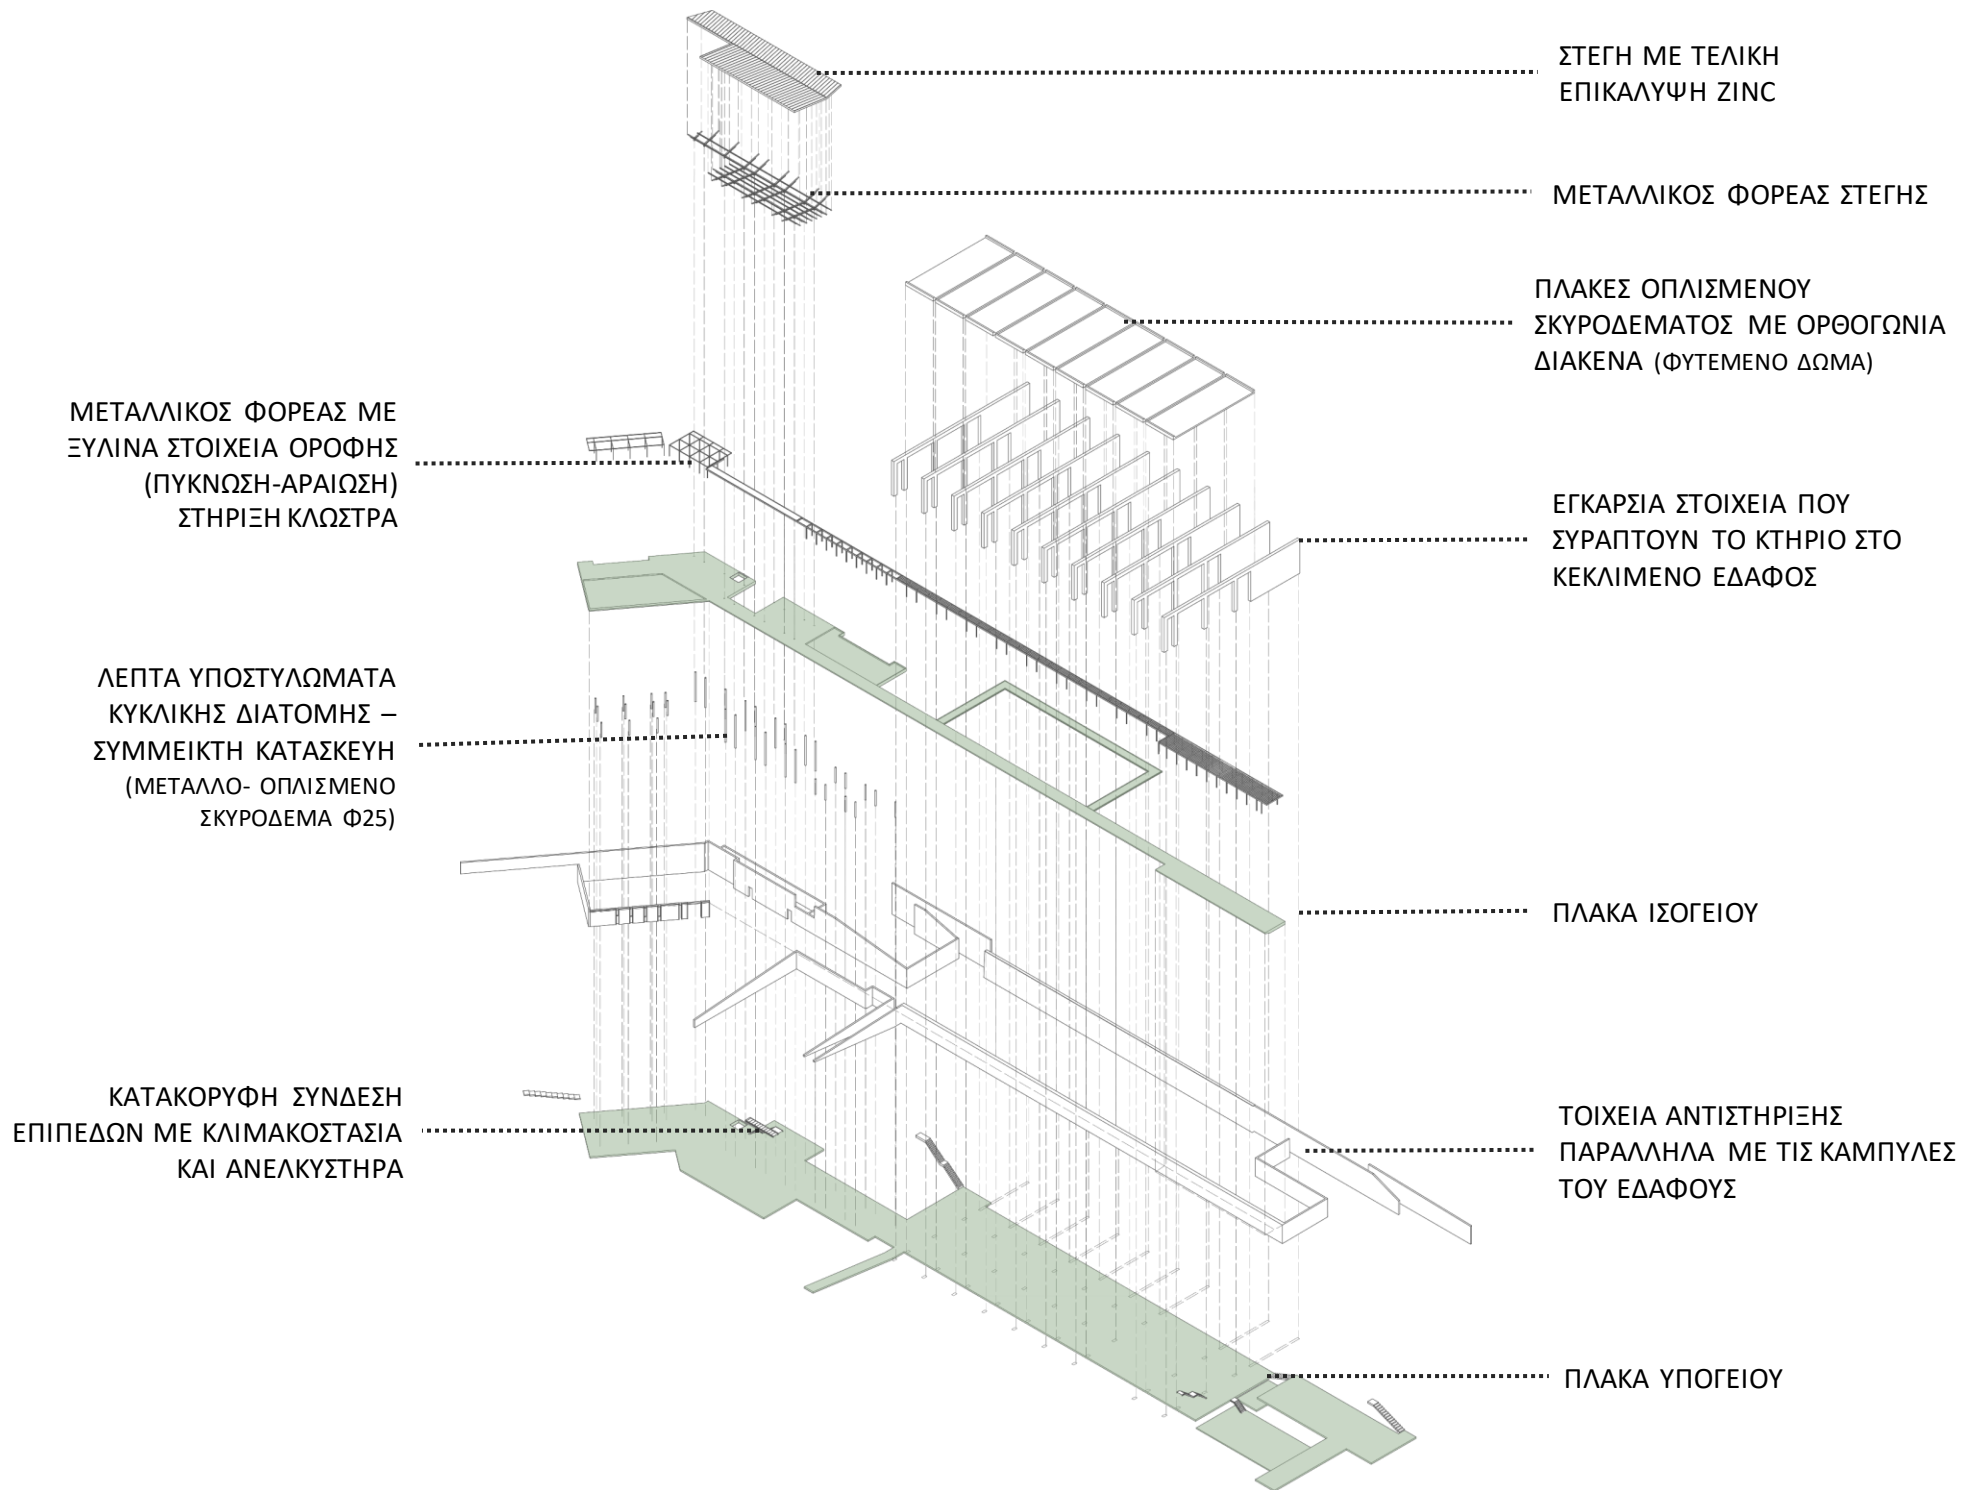 ΣΤΕΓΗ ΜΕ ΤΕΛΙΚΗ
ΕΠΙΚΑΛΥΨΗ ZINC
ΜΕΤΑΛΛΙΚΟΣ ΦΟΡΕΑΣ ΣΤΕΓΗΣ
ΠΛΑΚΕΣ ΟΠΛΙΣΜΕΝΟΥ
ΣΚΥΡΟΔΕΜΑΤΟΣ ΜΕ ΟΡΘΟΓΩΝΙΑ
ΔΙΑΚΕΝΑ (ΦΥΤΕΜΕΝΟ ΔΩΜΑ)
ΜΕΤΑΛΛΙΚΟΣ ΦΟΡΕΑΣ ΜΕ
ΞΥΛΙΝΑ ΣΤΟΙΧΕΙΑ ΟΡΟΦΗΣ
(ΠΥΚΝΩΣΗ-ΑΡΑΙΩΣΗ)
ΣΤΗΡΙΞΗ ΚΛΩΣΤΡΑ
ΕΓΚΑΡΣΙΑ ΣΤΟΙΧΕΙΑ ΠΟΥ
ΣΥΡΑΠΤΟΥΝ ΤΟ ΚΤΗΡΙΟ ΣΤΟ
ΚΕΚΛΙΜΕΝΟ ΕΔΑΦΟΣ
ΛΕΠΤΑ ΥΠΟΣΤΥΛΩΜΑΤΑ
ΚΥΚΛΙΚΗΣ ΔΙΑΤΟΜΗΣ –
ΣΥΜΜΕΙΚΤΗ ΚΑΤΑΣΚΕΥΗ
(ΜΕΤΑΛΛΟ- ΟΠΛΙΣΜΕΝΟ
ΣΚΥΡΟΔΕΜΑ Φ25)
ΠΛΑΚΑ ΙΣΟΓΕΙΟΥ
ΚΑΤΑΚΟΡΥΦΗ ΣΥΝΔΕΣΗ
ΕΠΙΠΕΔΩΝ ΜΕ ΚΛΙΜΑΚΟΣΤΑΣΙΑ
ΚΑΙ ΑΝΕΛΚΥΣΤΗΡΑ
ΤΟΙΧΕΙΑ ΑΝΤΙΣΤΗΡΙΞΗΣ
ΠΑΡΑΛΛΗΛΑ ΜΕ ΤΙΣ ΚΑΜΠΥΛΕΣ
ΤΟΥ ΕΔΑΦΟΥΣ
ΠΛΑΚΑ ΥΠΟΓΕΙΟΥ